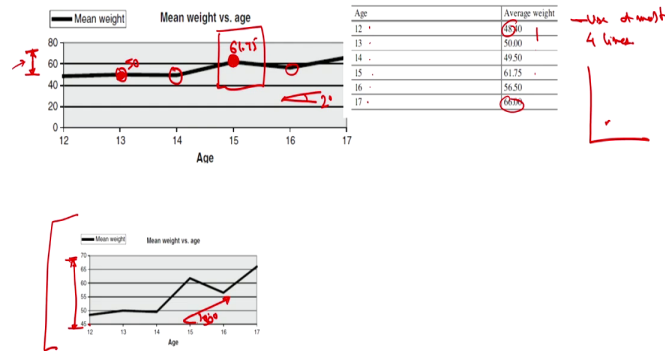 Mean weight
Mean weight vs. age
80
60
40
20
0
12 13 14 15 16 17
Age
50
61.75
2°
Age Average weight
12 48.40
13 50.00
14 49.50
15 61.75
16 56.50
17 66.00
Use at most
4 lines
Mean weight
Mean weight vs. age
70
65
60
55
50
45
12 13 14 15 16 17
Age